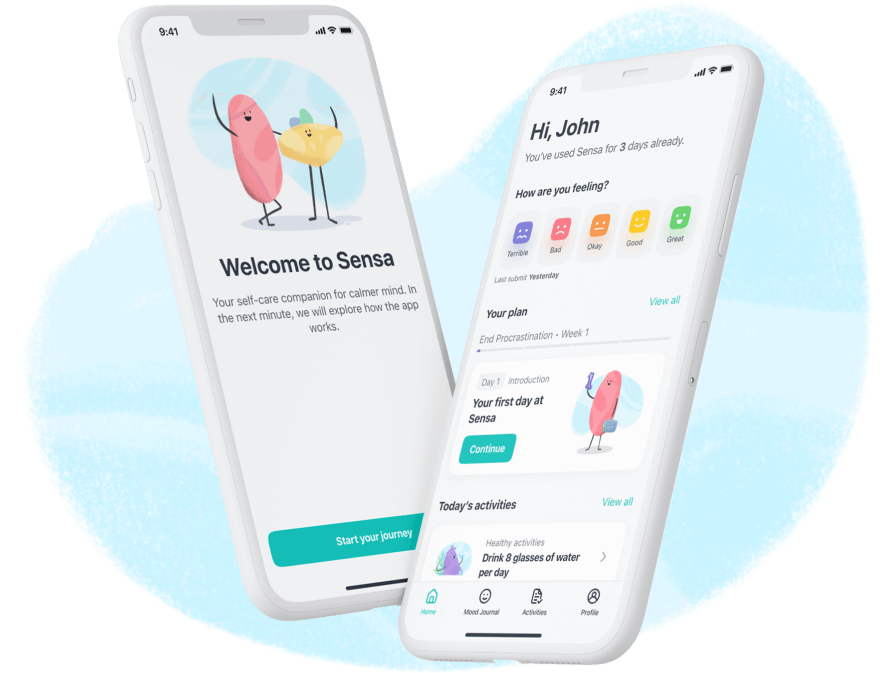 9:41
Welcome to Sensa
Your self-care companion for calmer mind. In
the next minute, we will explore how the app
works.
Start your journey
9:41
Hi, John
You've used Sensa for 3 days already.
How are you feeling?
Terrible
Bad
Okay
Good
Great
Last submit Yesterday
Your plan
View all
End Procrastination • Week 1
Day 1 Introduction
Your first day at
Sensa
Continue
Today's activities
View all
Healthy activities
Drink 8 glasses of water
per day
Home
Mood Journal
Activities
Profile